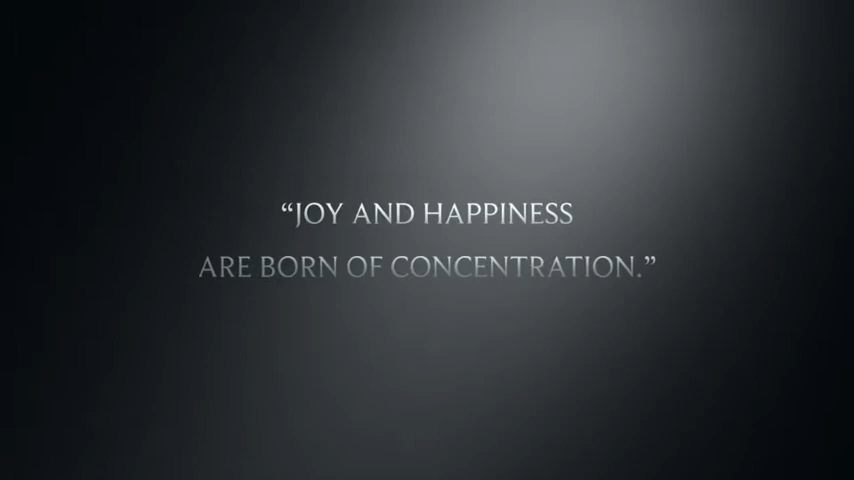 “JOY AND HAPPINESS
ARE BORN OF CONCENTRATION.”